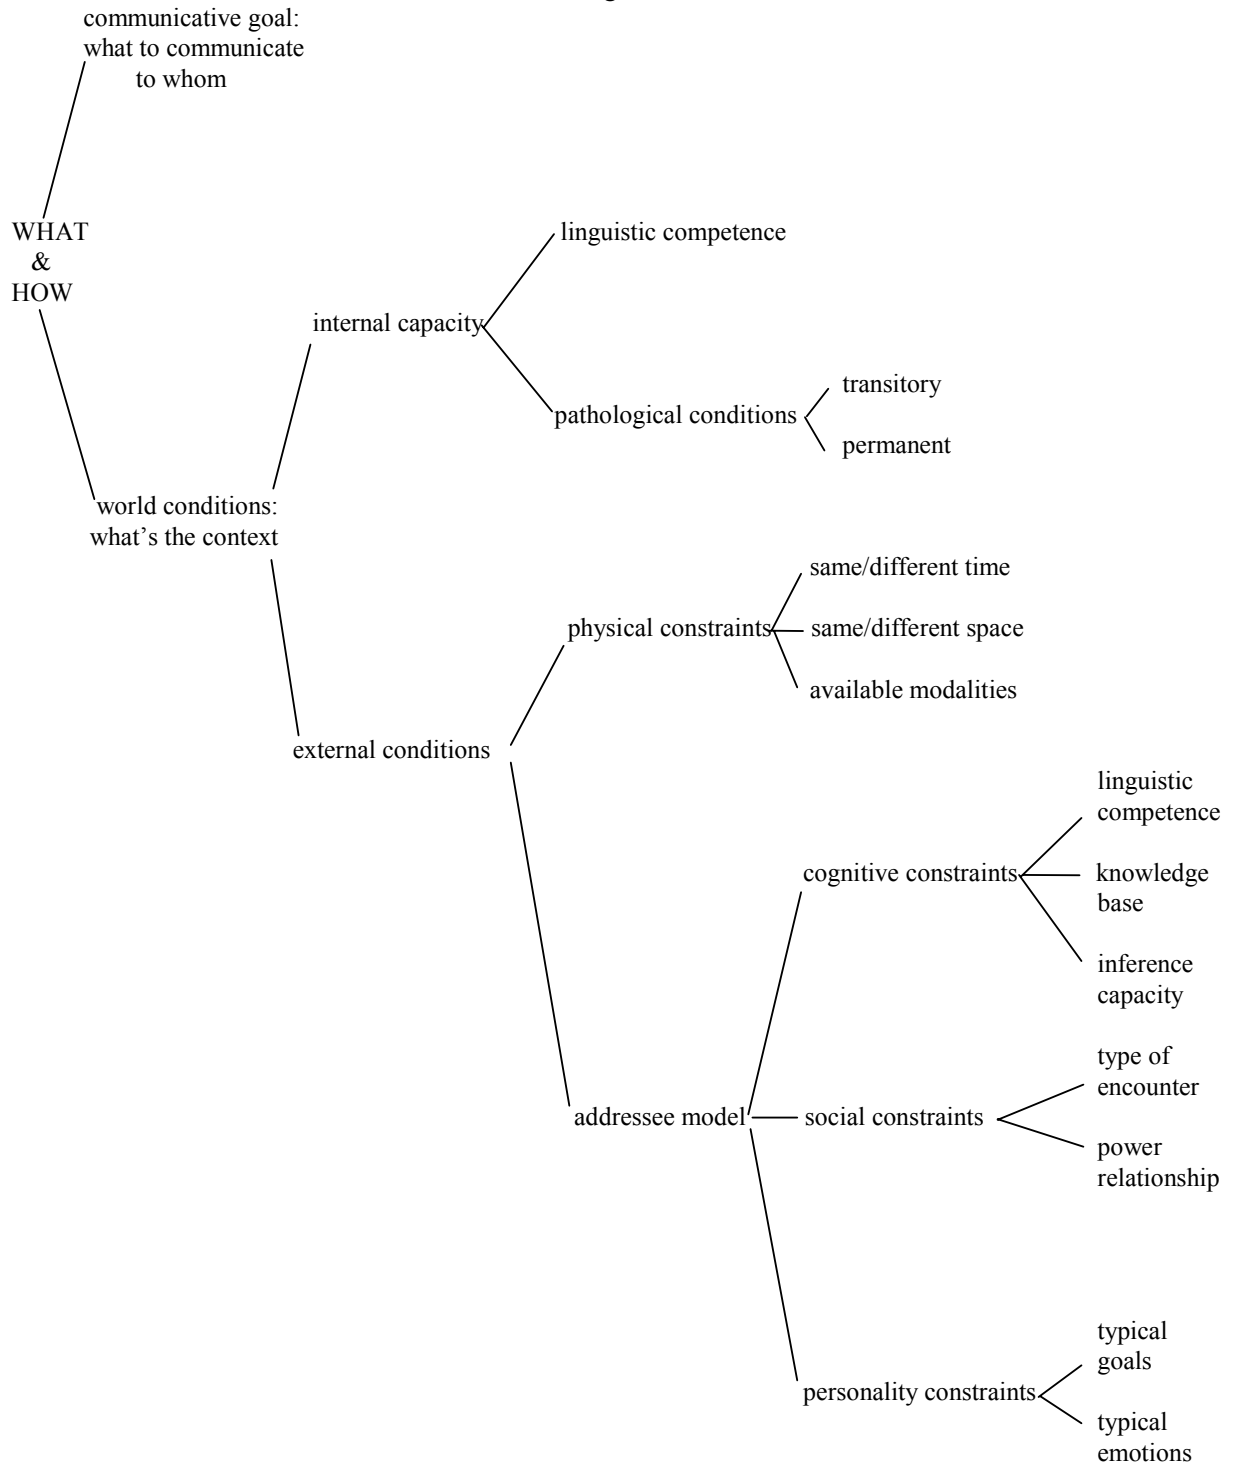 communicative goal:
what to communicate
to whom
WHAT
&
HOW
linguistic competence
internal capacity
transitory
pathological conditions
permanent
world conditions:
what's the context
same/different time
physical constraints
same/different space
available modalities
external conditions
linguistic
competence
cognitive constraints
knowledge
base
inference
capacity
type of
encounter
addressee model
social constraints
power
relationship
typical
goals
personality constraints
typical
emotions